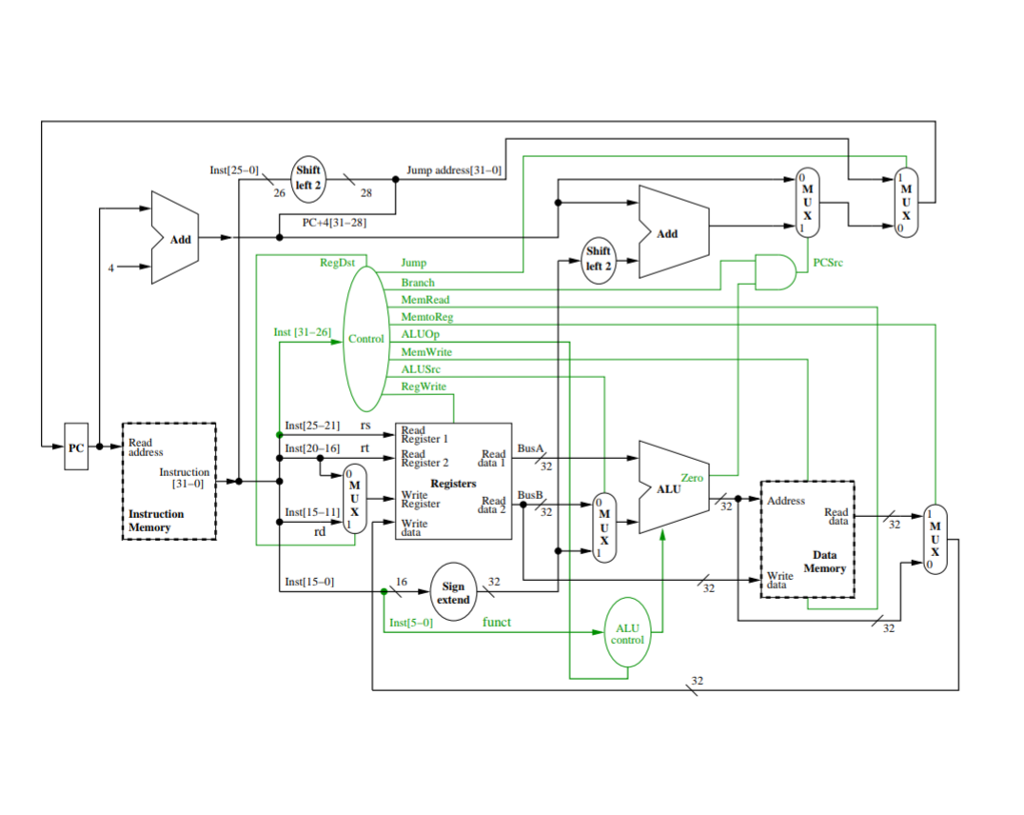 Inst[25–0]
26
Shift
left 2
28
Jump address[31–0]
PC+4[31–28]
Add
4
0
M
U
X
1
1
M
U
X
0
Add
Shift
left 2
PCSrc
RegDst
Jump
Branch
MemRead
MemtoReg
Inst [31–26]
Control
ALUOp
MemWrite
ALUSrc
RegWrite
PC
Read
address
Instruction
[31–0]
Instruction
Memory
Inst[25–21] rs
Inst[20–16] rt
0
M
U
X
1
Inst[15–11]
rd
Read
Register 1
Read
Register 2
Read
data 1
Registers
Write
Register
Read
data 2
Write
data
BusA
32
BusB
32
0
M
U
X
1
Zero
ALU
32
Address
Read
data
32
Data
Memory
Write
data
1
M
U
X
0
Inst[15–0]
16
Sign
extend
32
32
32
Inst[5–0]
funct
ALU
control
32